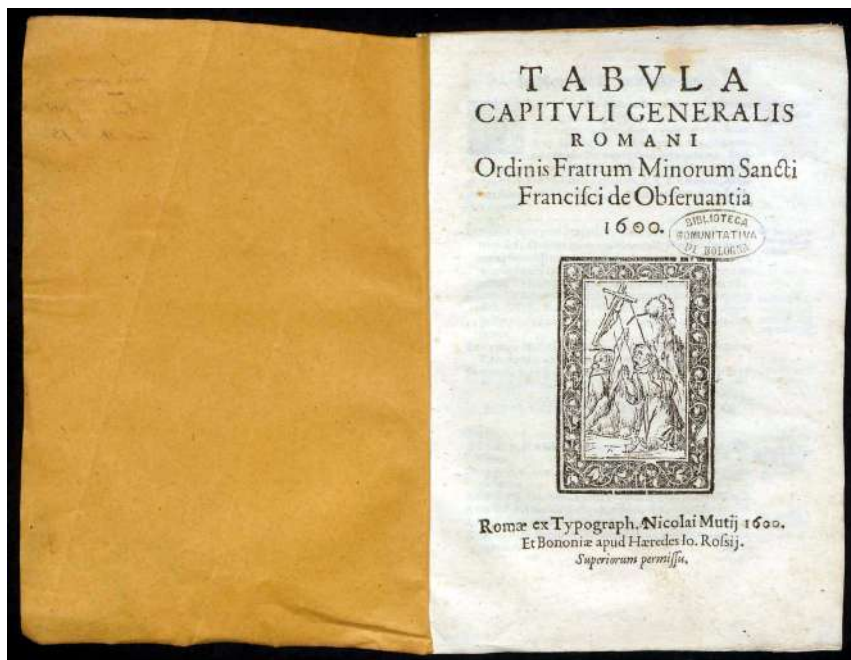 TABVLA
CAPITVLI GENERALIS
ROMANI
Ordinis Fratrum Minorum Sancti
Franciſci de Obſeruantia
1600.
BIBLIOTECA
COMUNITATIVA
DI BOLOGNA
Romæ ex Typograph. Nicolai Mutij 1600.
Et Bononiæ apud Hæredes Io. Roſsij.
Superiorum permiſſu.